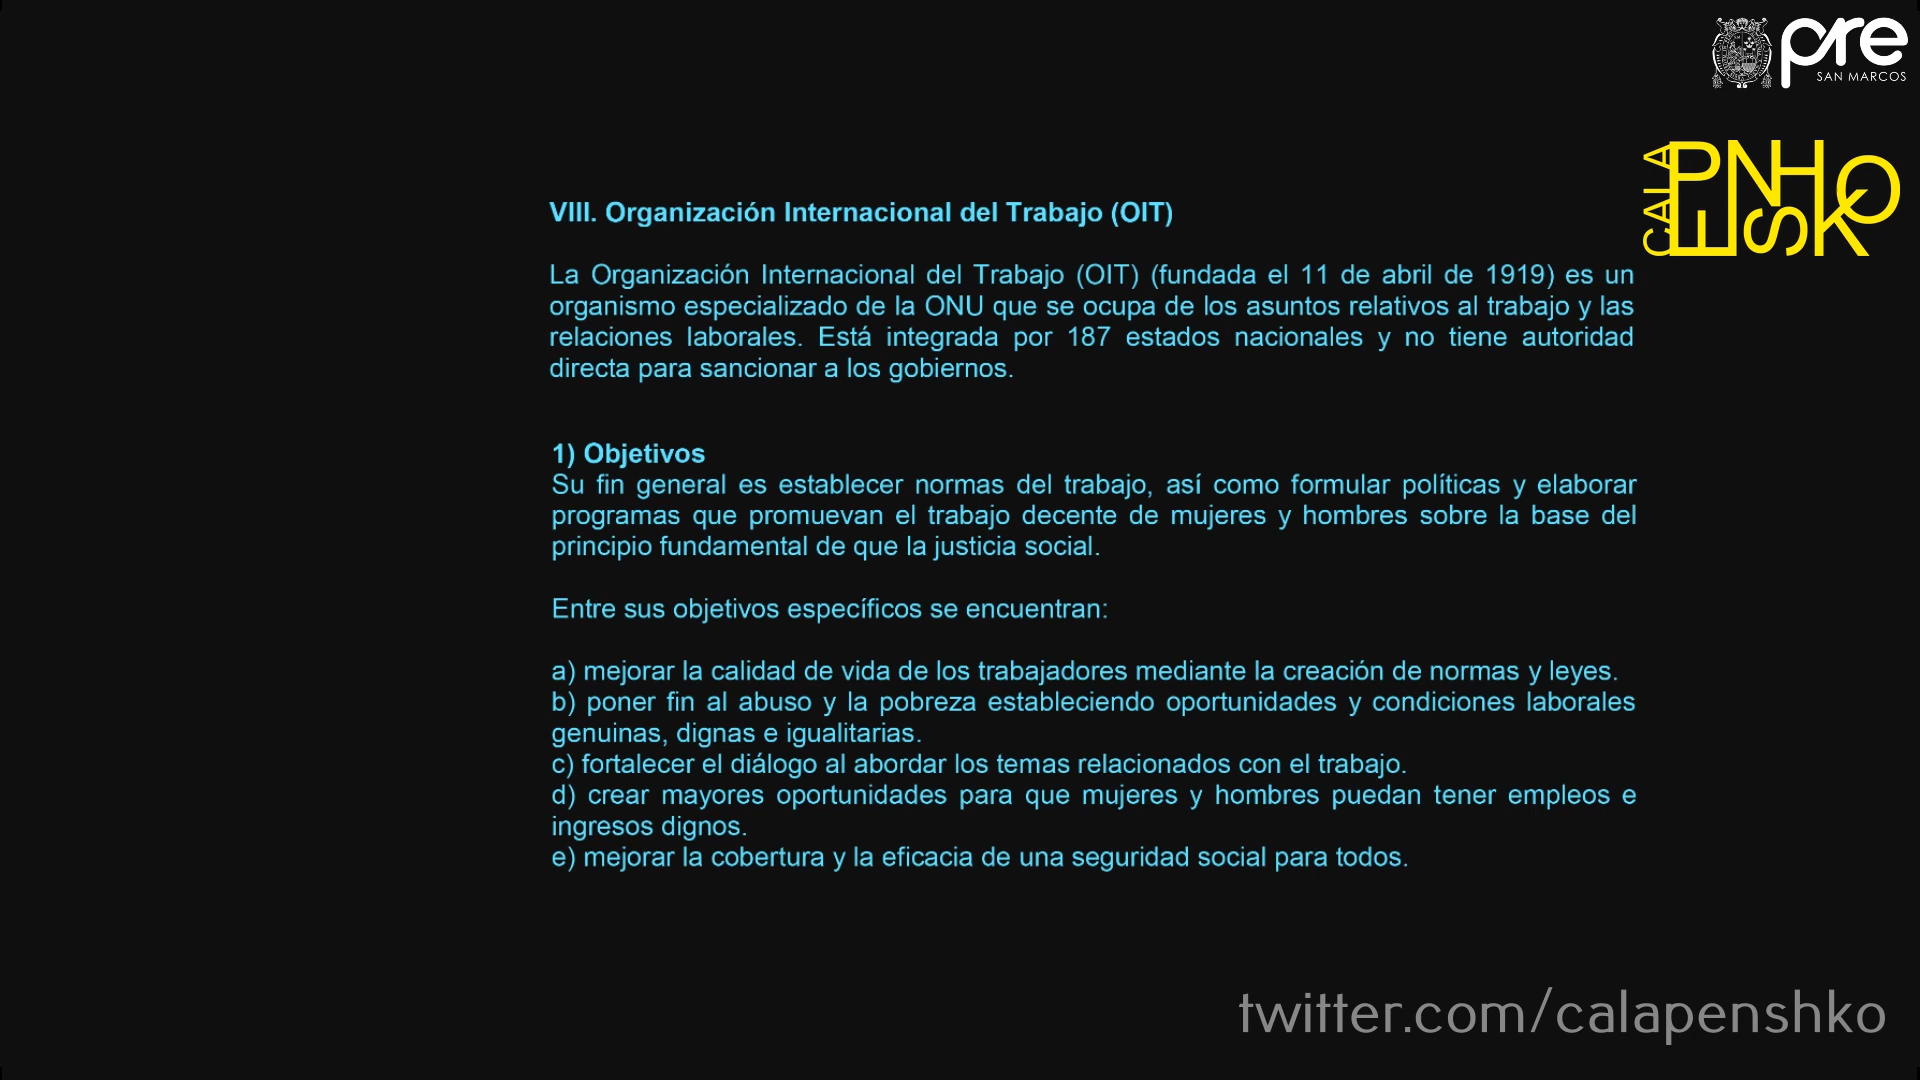 pre
SAN MARCOS
CALA
PENSHKO
VIII. Organización Internacional del Trabajo (OIT)
La Organización Internacional del Trabajo (OIT) (fundada el 11 de abril de 1919) es un
organismo especializado de la ONU que se ocupa de los asuntos relativos al trabajo y las
relaciones laborales. Está integrada por 187 estados nacionales y no tiene autoridad
directa para sancionar a los gobiernos.
1) Objetivos
Su fin general es establecer normas del trabajo, así como formular políticas y elaborar
programas que promuevan el trabajo decente de mujeres y hombres sobre la base del
principio fundamental de que la justicia social.
Entre sus objetivos específicos se encuentran:
a) mejorar la calidad de vida de los trabajadores mediante la creación de normas y leyes.
b) poner fin al abuso y la pobreza estableciendo oportunidades y condiciones laborales
genuinas, dignas e igualitarias.
c) fortalecer el diálogo al abordar los temas relacionados con el trabajo.
d) crear mayores oportunidades para que mujeres y hombres puedan tener empleos e
ingresos dignos.
e) mejorar la cobertura y la eficacia de una seguridad social para todos.
twitter.com/calapenshko